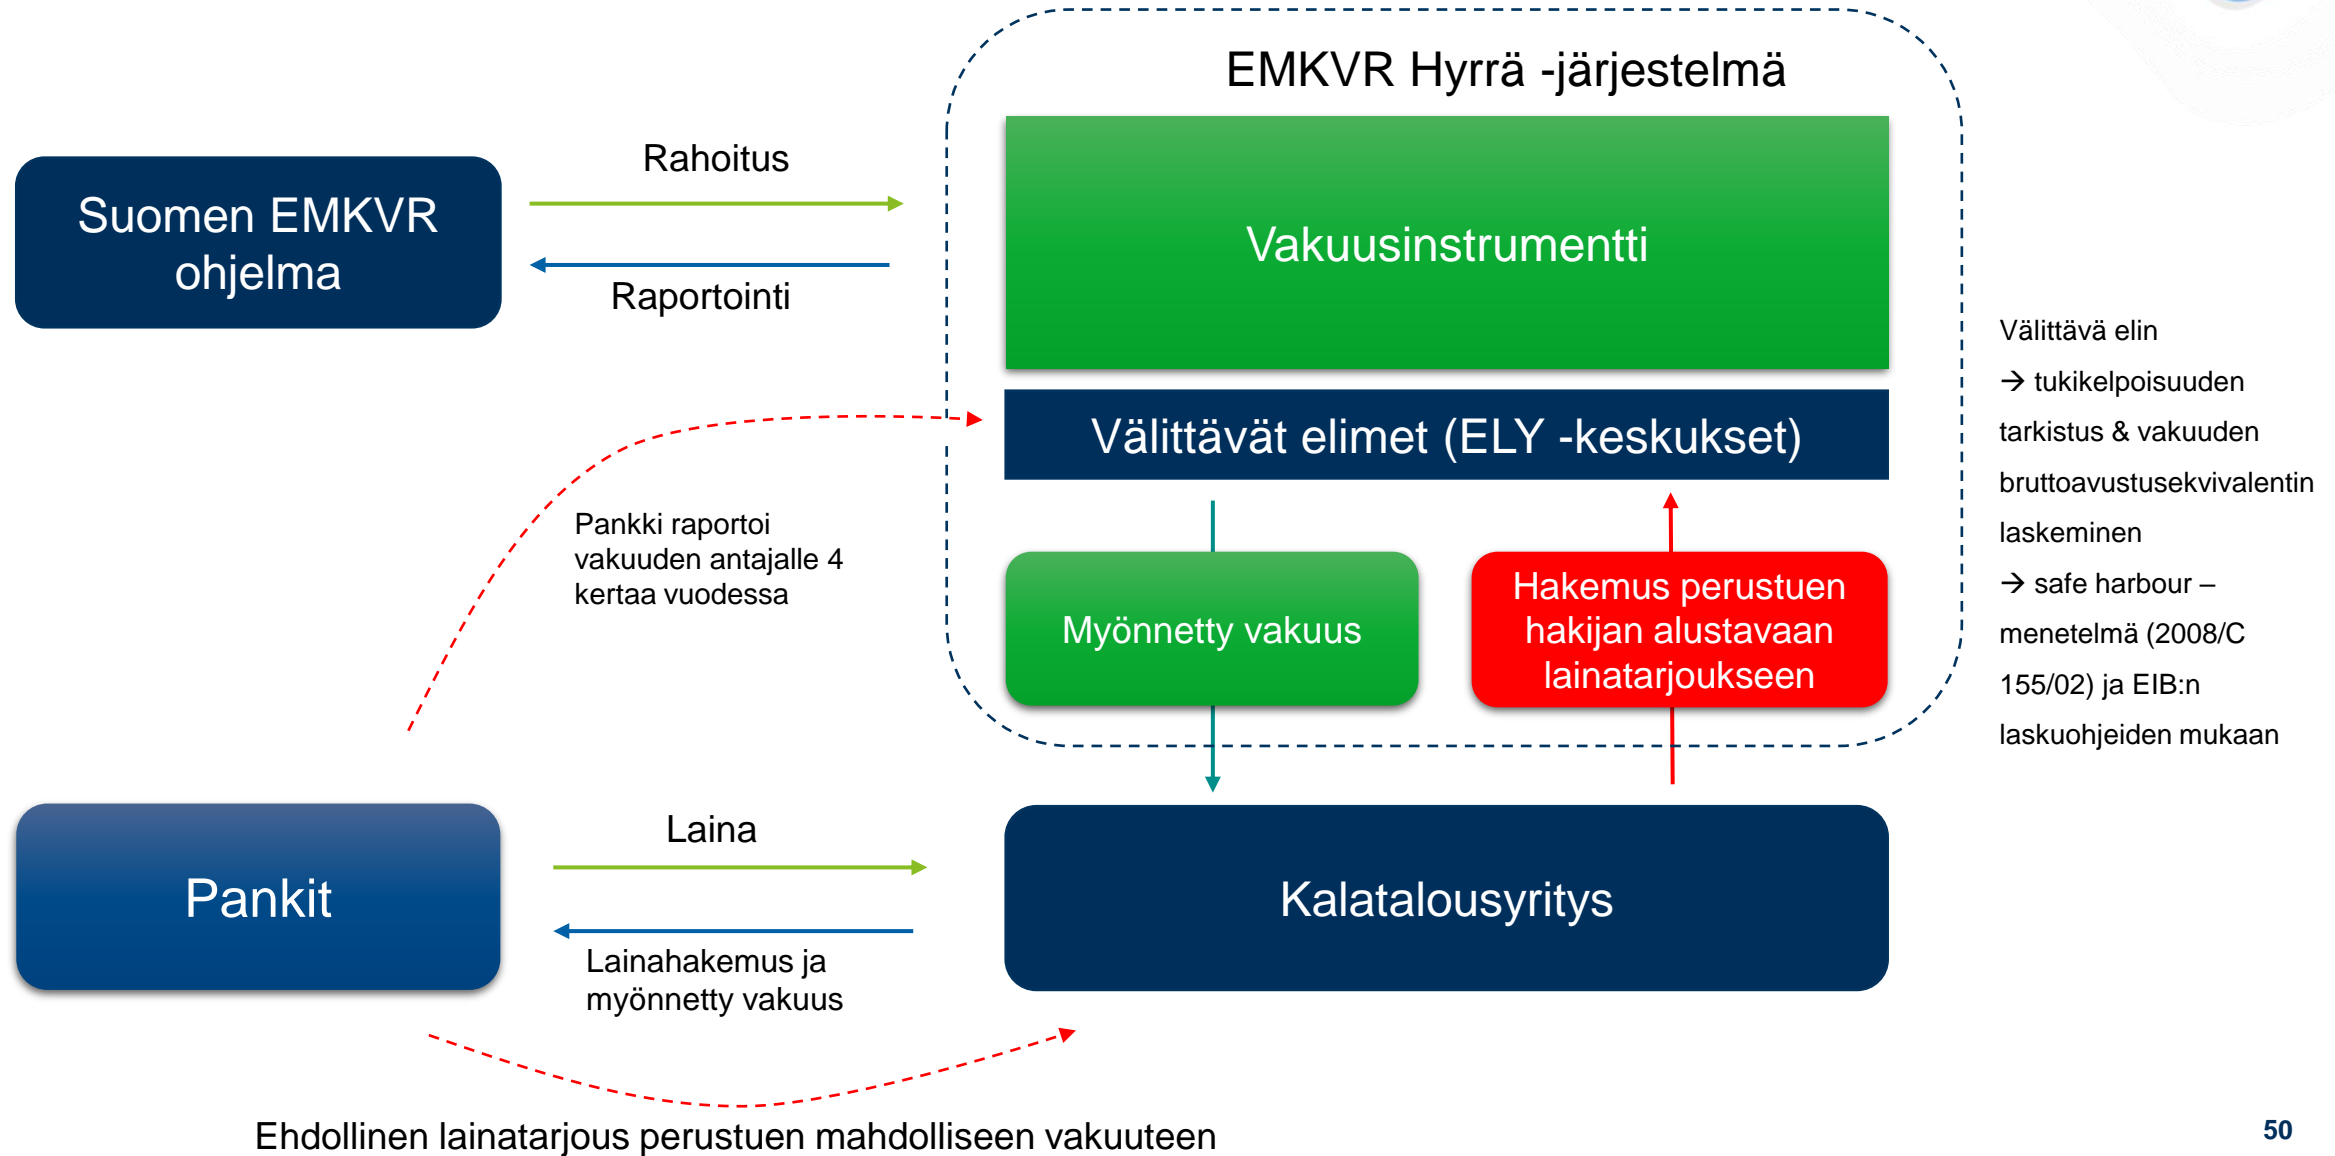 EMKVR Hyrrä -järjestelmä
Suomen EMKVR
ohjelma
Rahoitus
Raportointi
Vakuusinstrumentti
Välittävät elimet (ELY -keskukset)
Pankki raportoi
vakuuden antajalle 4
kertaa vuodessa
Myönnetty vakuus
Hakemus perustuen
hakijan alustavaan
lainatarjoukseen
Välittävä elin
→ tukikelpoisuuden
tarkistus & vakuuden
bruttoavustusekvivalentin
laskeminen
→ safe harbour –
menetelmä (2008/C
155/02) ja EIB:n
laskuohjeiden mukaan
Pankit
Laina
Lainahakemus ja
myönnetty vakuus
Kalatalousyritys
Ehdollinen lainatarjous perustuen mahdolliseen vakuuteen
50